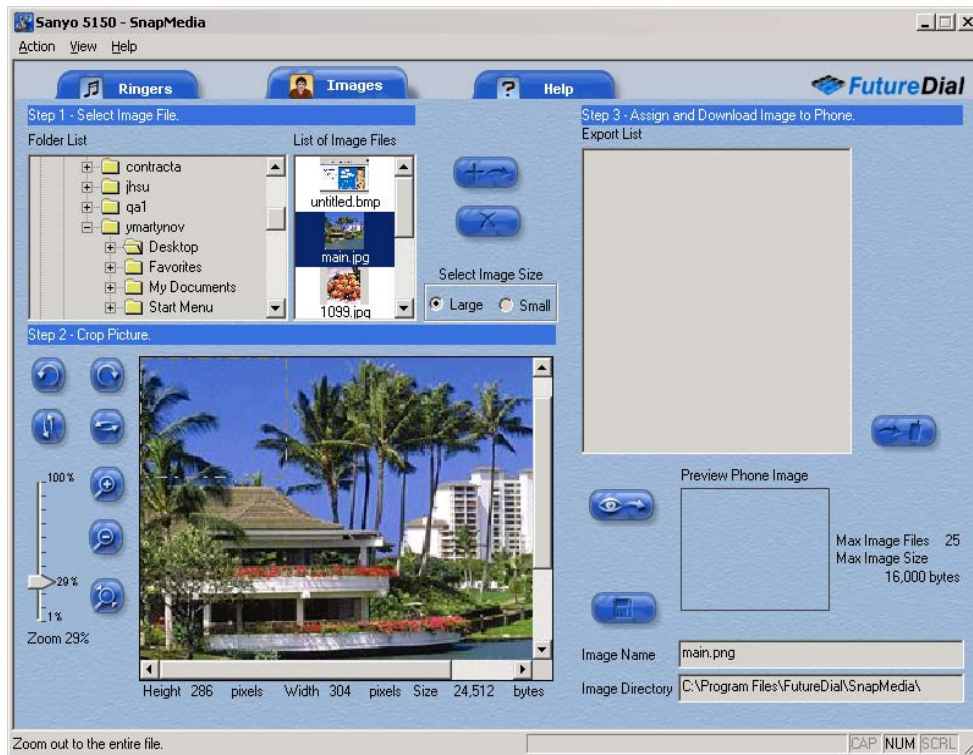 Sanyo 5150 - SnapMedia
Action View Help
Ringers
Images
? Help
FutureDial
Step 1 - Select Image File.
Folder List
List of Image Files
contracta
jhsu
qa1
ymartynov
Desktop
Favorites
My Documents
Start Menu
untitled.bmp
main.jpg
1099.jpg
Select Image Size
Large Small
Step 2 - Crop Picture.
100%
29%
1%
Zoom 29%
Height 286 pixels Width 304 pixels Size 24,512 bytes
Step 3 - Assign and Download Image to Phone.
Export List
Preview Phone Image
Max Image Files 25
Max Image Size
16,000 bytes
Image Name main.png
Image Directory C:\Program Files\FutureDial\SnapMedia\
Zoom out to the entire file.
CAP NUM SCRL